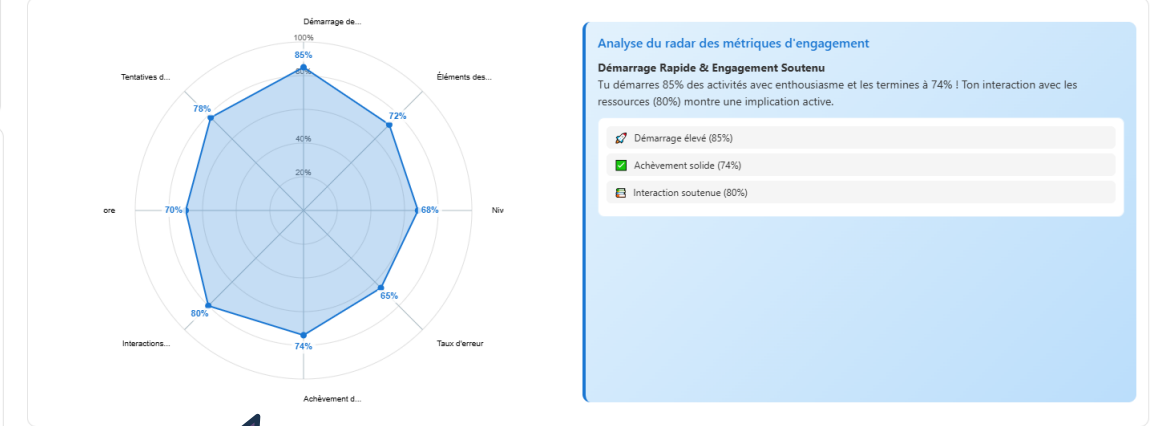 Démarrage de...
100%
85%
80%
Tentatives d...
Éléments des...
78%
72%
40%
20%
ore
70%
68%
Niv
80%
65%
Interactions...
74%
Taux d'erreur
Achèvement d...
Analyse du radar des métriques d'engagement
Démarrage Rapide & Engagement Soutenu
Tu démarres 85% des activités avec enthousiasme et les termines à 74% ! Ton interaction avec les
ressources (80%) montre une implication active.
Démarrage élevé (85%)
Achèvement solide (74%)
Interaction soutenue (80%)